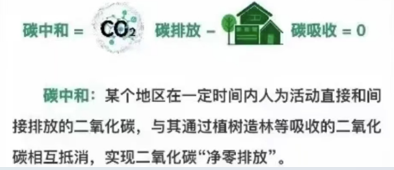 碳中和 = CO2 碳排放 - 碳吸收 = 0
碳中和：某个地区在一定时间内人为活动直接和间
接排放的二氧化碳，与其通过植树造林等吸收的二氧化
碳相互抵消，实现二氧化碳“净零排放”。